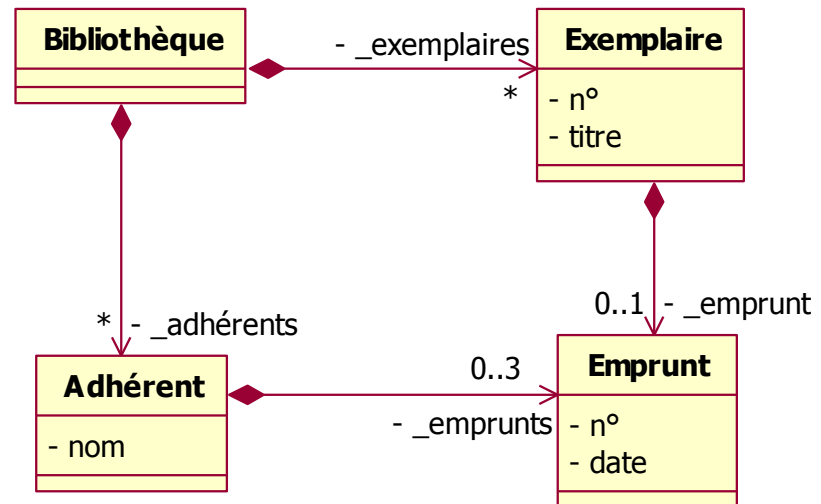 Bibliothèque
- _exemplaires
*
Exemplaire
- n°
- titre
* - _adhérents
0..1 - _emprunt
Adhérent
- nom
0..3
- _emprunts
Emprunt
- n°
- date